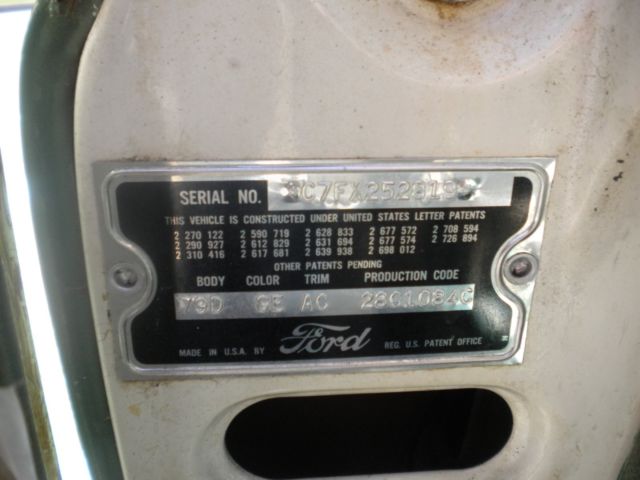 SERIAL NO.
THIS VEHICLE IS CONSTRUCTED UNDER UNITED STATES LETTER PATENTS
2 270 122 2 590 719 2 628 833 2 677 572 2 708 594
2 290 927 2 612 829 2 631 694 2 677 574 2 726 894
2 310 416 2 617 681 2 639 938 2 698 012
OTHER PATENTS PENDING
BODY COLOR TRIM PRODUCTION CODE
79D GE AC 28C1084C
MADE IN U.S.A. BY Ford REG. U.S. PATENT OFFICE